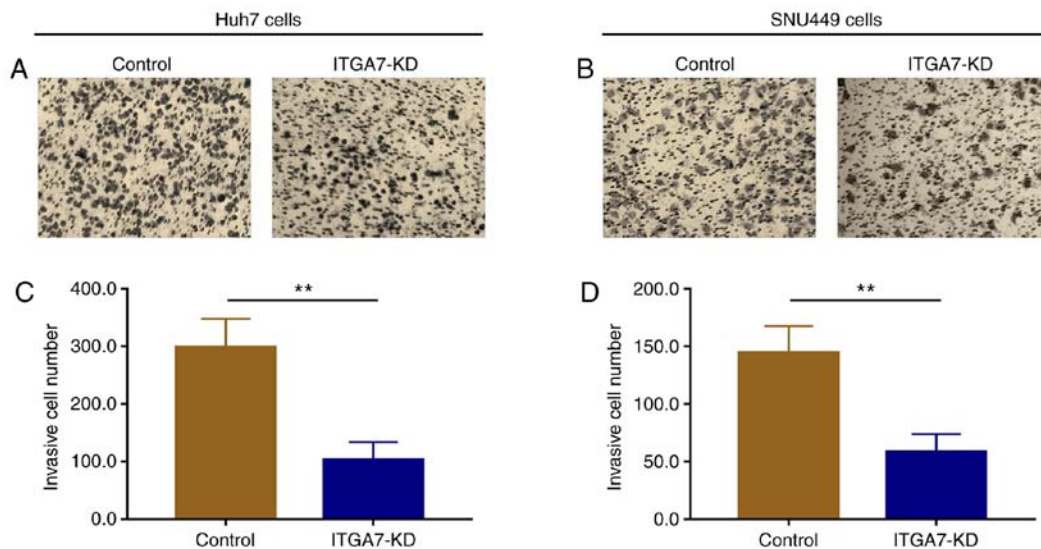 Huh7 cells
SNU449 cells
A
Control
ITGA7-KD
B
Control
ITGA7-KD
C
400.0
300.0
200.0
100.0
0.0
Invasive cell number
**
Control
ITGA7-KD
D
200.0
150.0
100.0
50.0
0.0
Invasive cell number
**
Control
ITGA7-KD